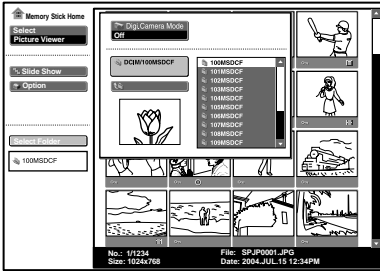 Memory Stick Home
Select
Picture Viewer
Slide Show
Option
Select Folder
100MSDCF
Digi.Camera Mode
Off
DCIM/100MSDCF
100MSDCF
101MSDCF
102MSDCF
103MSDCF
104MSDCF
105MSDCF
106MSDCF
107MSDCF
108MSDCF
109MSDCF
No.: 1/1234
File: SPJP0001.JPG
Size: 1024x768
Date: 2004.JUL.15 12:34PM